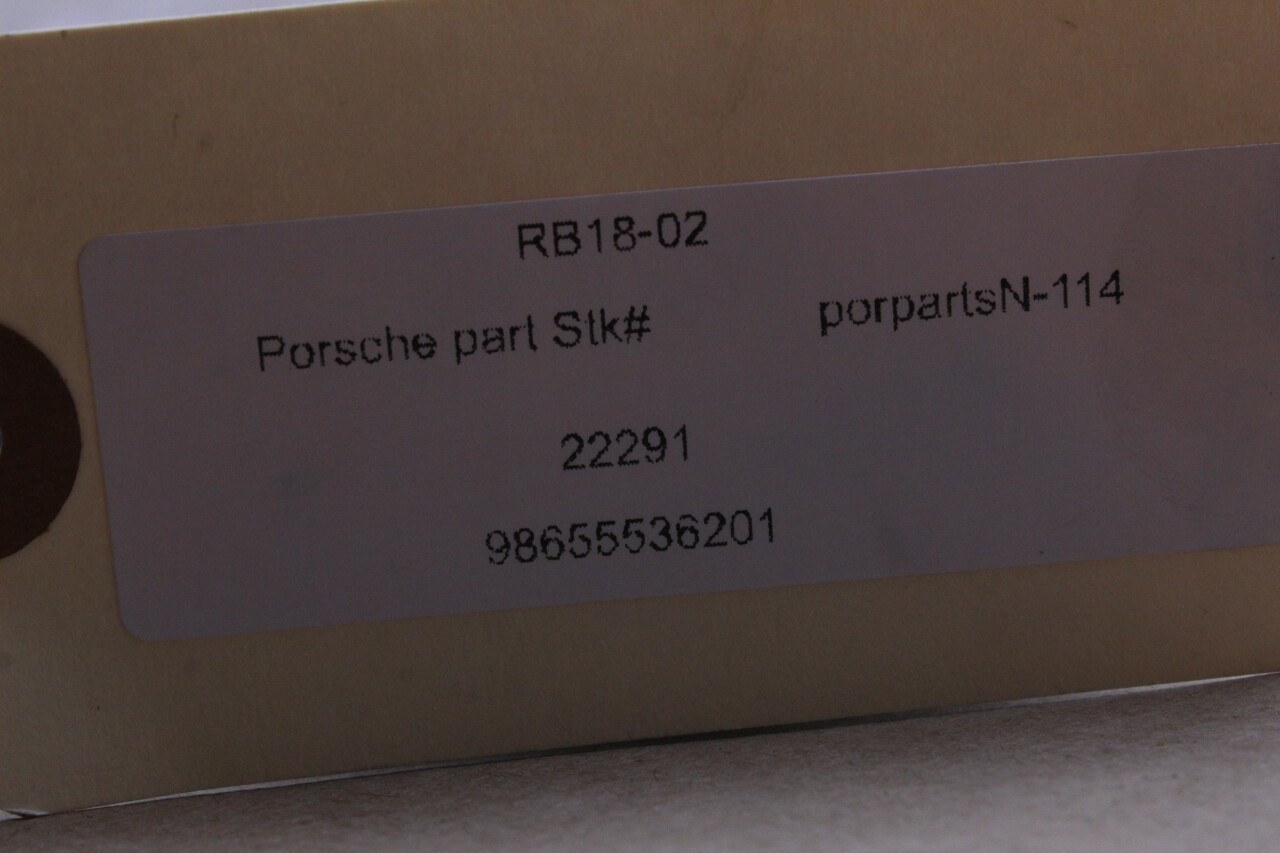 RB18-02
Porsche part Stk# porpartsN-114
22291
98655536201